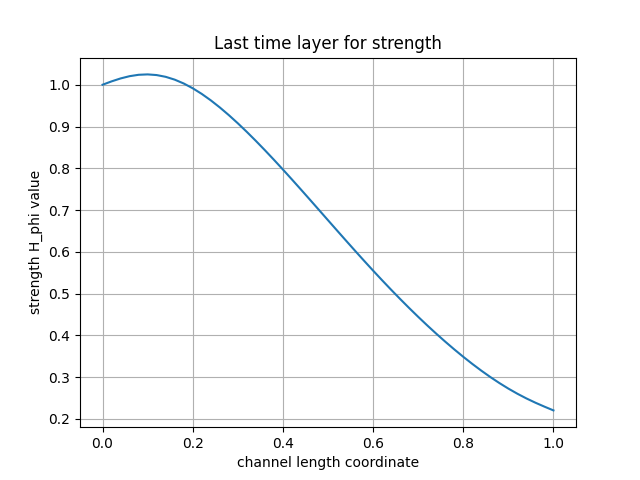 Last time layer for strength
strength H_phi value
1.0
0.9
0.8
0.7
0.6
0.5
0.4
0.3
0.2
0.0 0.2 0.4 0.6 0.8 1.0
channel length coordinate